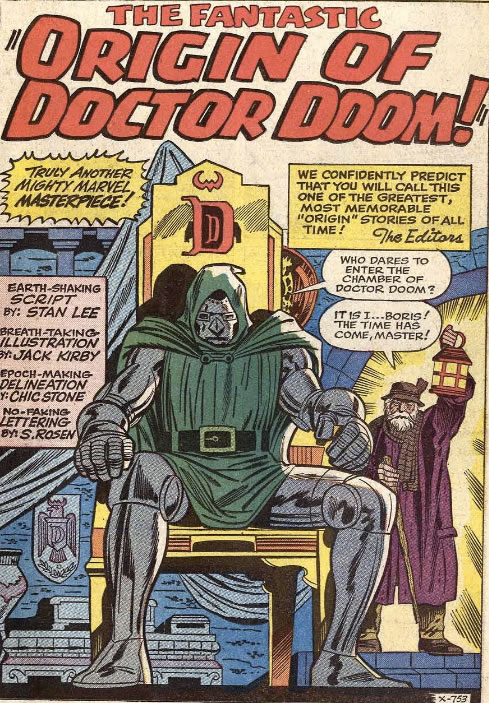 THE FANTASTIC
"ORIGIN OF
DOCTOR DOOM!"
TRULY ANOTHER
MIGHTY MARVEL
MASTERPIECE!
WE CONFIDENTLY PREDICT
THAT YOU WILL CALL THIS
ONE OF THE GREATEST,
MOST MEMORABLE
"ORIGIN" STORIES OF ALL
TIME!
The Editors
D
EARTH-SHAKING
SCRIPT
BY: STAN LEE
BREATH-TAKING
ILLUSTRATION
BY: JACK KIRBY
EPOCH-MAKING
DELINEATION
Y: CHIC STONE
NO-FAKING
LETTERING
BY: S. ROSEN
WHO DARES TO
ENTER THE
CHAMBER OF
DOCTOR DOOM?
IT IS I...BORIS!
THE TIME HAS
COME, MASTER!
D
X-753